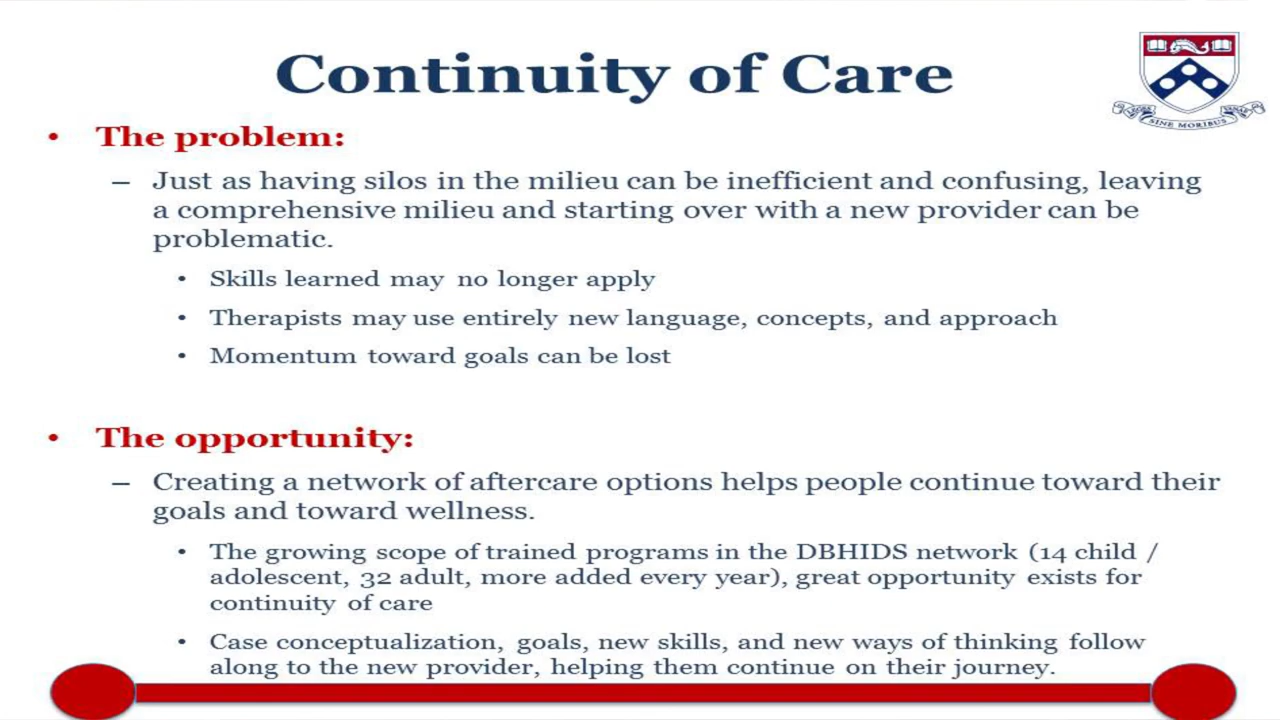 Continuity of Care
SINE MORIBUS
• The problem:
– Just as having silos in the milieu can be inefficient and confusing, leaving
a comprehensive milieu and starting over with a new provider can be
problematic.
• Skills learned may no longer apply
• Therapists may use entirely new language, concepts, and approach
• Momentum toward goals can be lost
• The opportunity:
– Creating a network of aftercare options helps people continue toward their
goals and toward wellness.
• The growing scope of trained programs in the DBHIDS network (14 child /
adolescent, 32 adult, more added every year), great opportunity exists for
continuity of care
• Case conceptualization, goals, new skills, and new ways of thinking follow
along to the new provider, helping them continue on their journey.